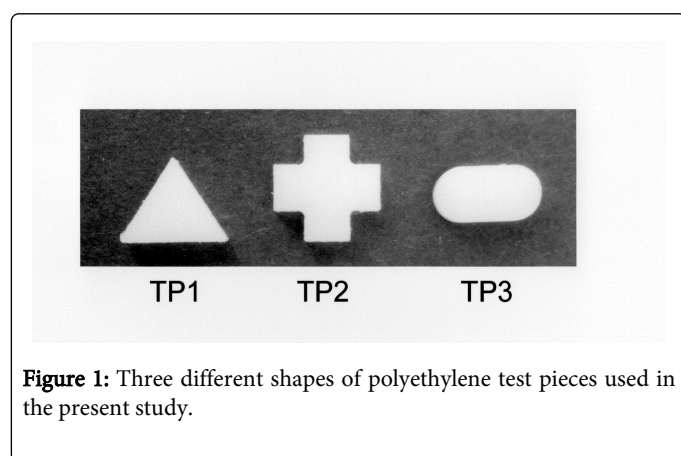 TP1 TP2 TP3
Figure 1: Three different shapes of polyethylene test pieces used in
the present study.